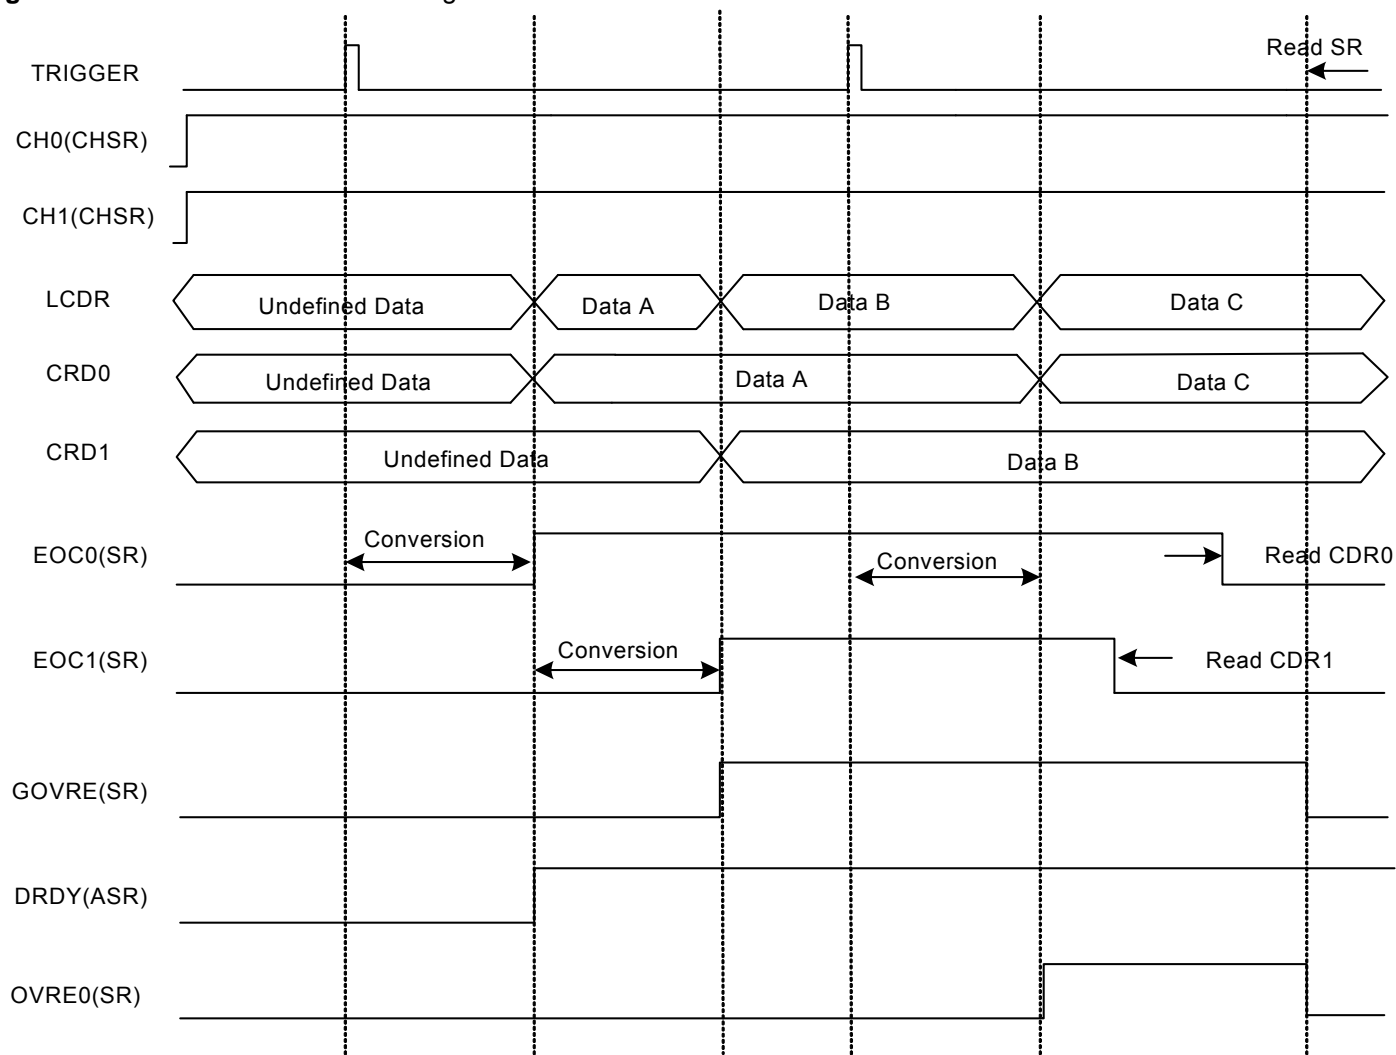 Read SR
TRIGGER
CH0(CHSR)
CH1(CHSR)
LCDR
Undefined Data
Data A
Data B
Data C
CRD0
Undefined Data
Data A
Data C
CRD1
Undefined Data
Data B
EOC0(SR)
Conversion
Conversion
Read CDR0
EOC1(SR)
Conversion
Read CDR1
GOVRE(SR)
DRDY(ASR)
OVRE0(SR)